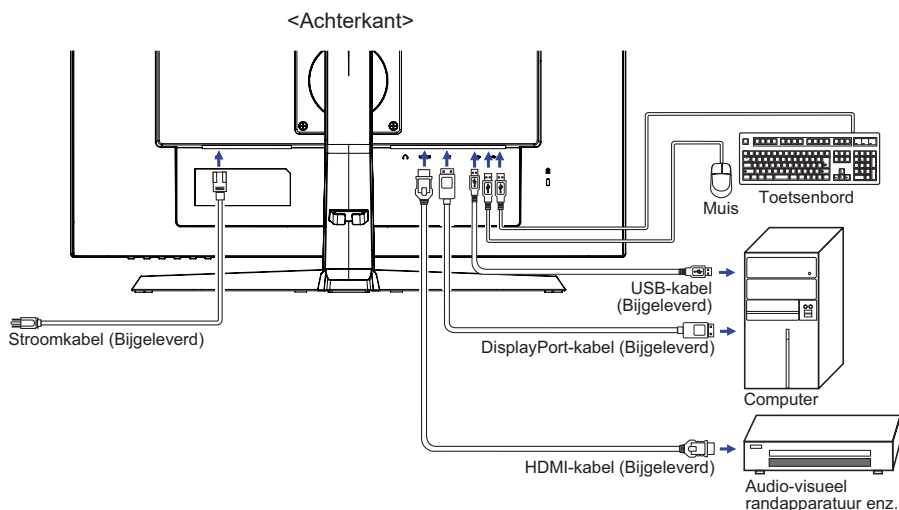 <Achterkant>
Muis
Toetsenbord
USB-kabel
(Bijgeleverd)
Stroomkabel (Bijgeleverd)
DisplayPort-kabel (Bijgeleverd)
Computer
HDMI-kabel (Bijgeleverd)
Audio-visueel
randapparatuur enz.